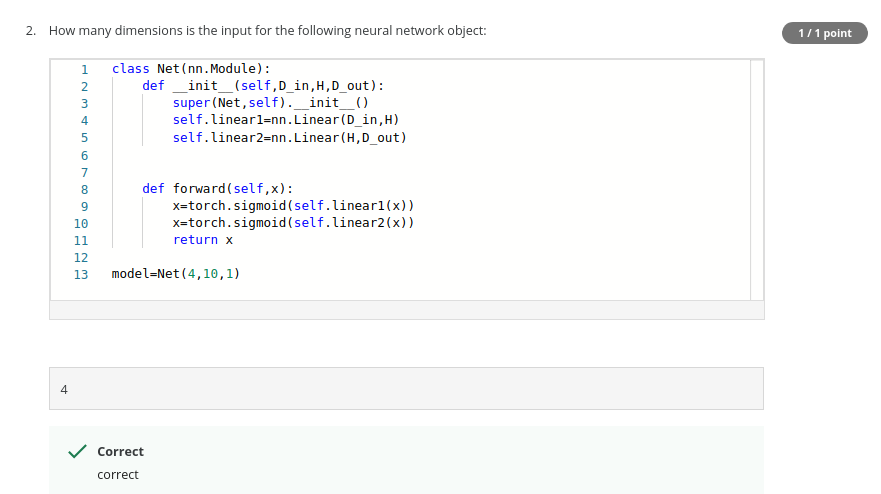 2. How many dimensions is the input for the following neural network object:
1 / 1 point
1 class Net(nn.Module):
2     def __init__(self,D_in,H,D_out):
3         super(Net,self).__init__()
4         self.linear1=nn.Linear(D_in,H)
5         self.linear2=nn.Linear(H,D_out)
6
7
8     def forward(self,x):
9         x=torch.sigmoid(self.linear1(x))
10         x=torch.sigmoid(self.linear2(x))
11         return x
12
13 model=Net(4,10,1)
4
Correct
correct